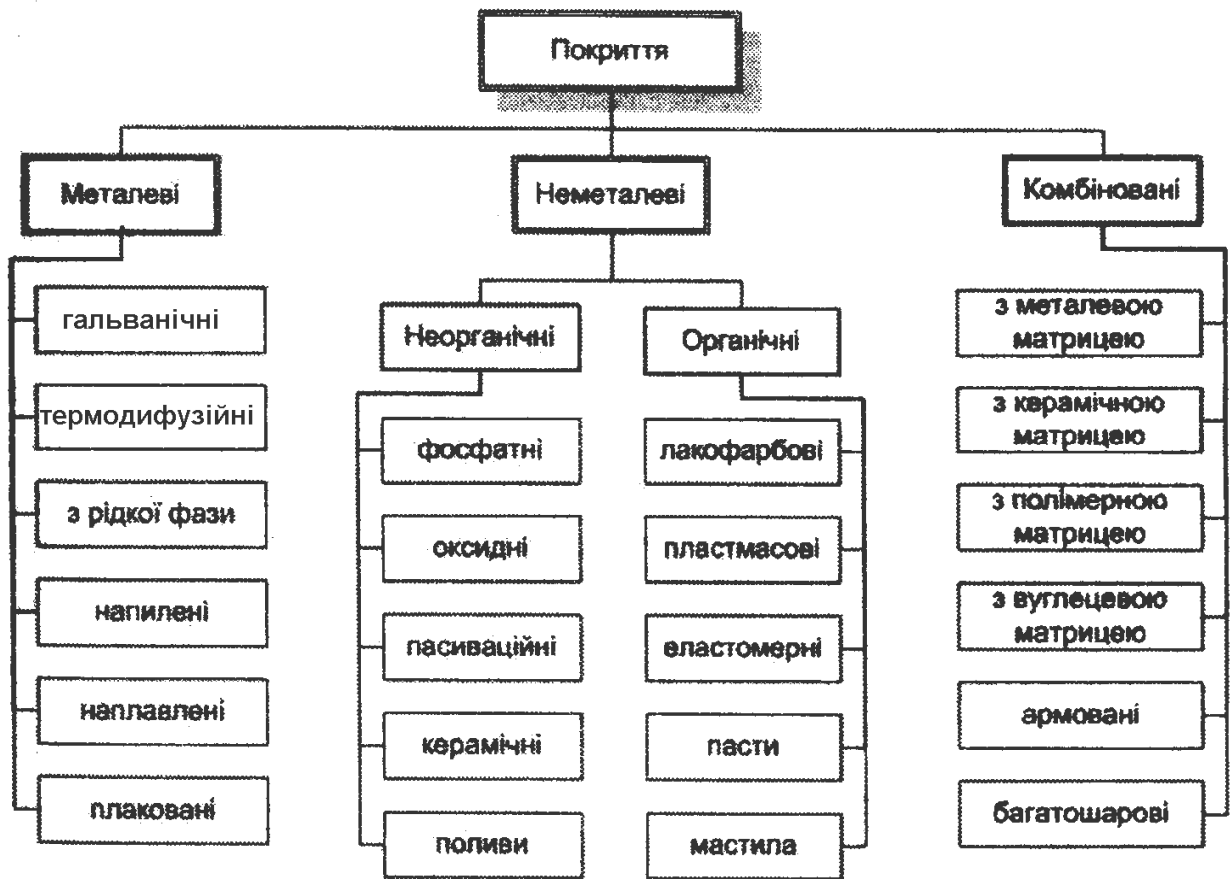 Покриття
Металеві
Неметалеві
Комбіновані
гальванічні
термодифузійні
з рідкої фази
напилені
наплавлені
плаковані
Неорганічні
фосфатні
оксидні
пасиваційні
керамічні
поливи
Органічні
лакофарбові
пластмасові
еластомерні
пасти
мастила
з металевою
матрицею
з керамічною
матрицею
з полімерною
матрицею
з вуглецевою
матрицею
армовані
багатошарові